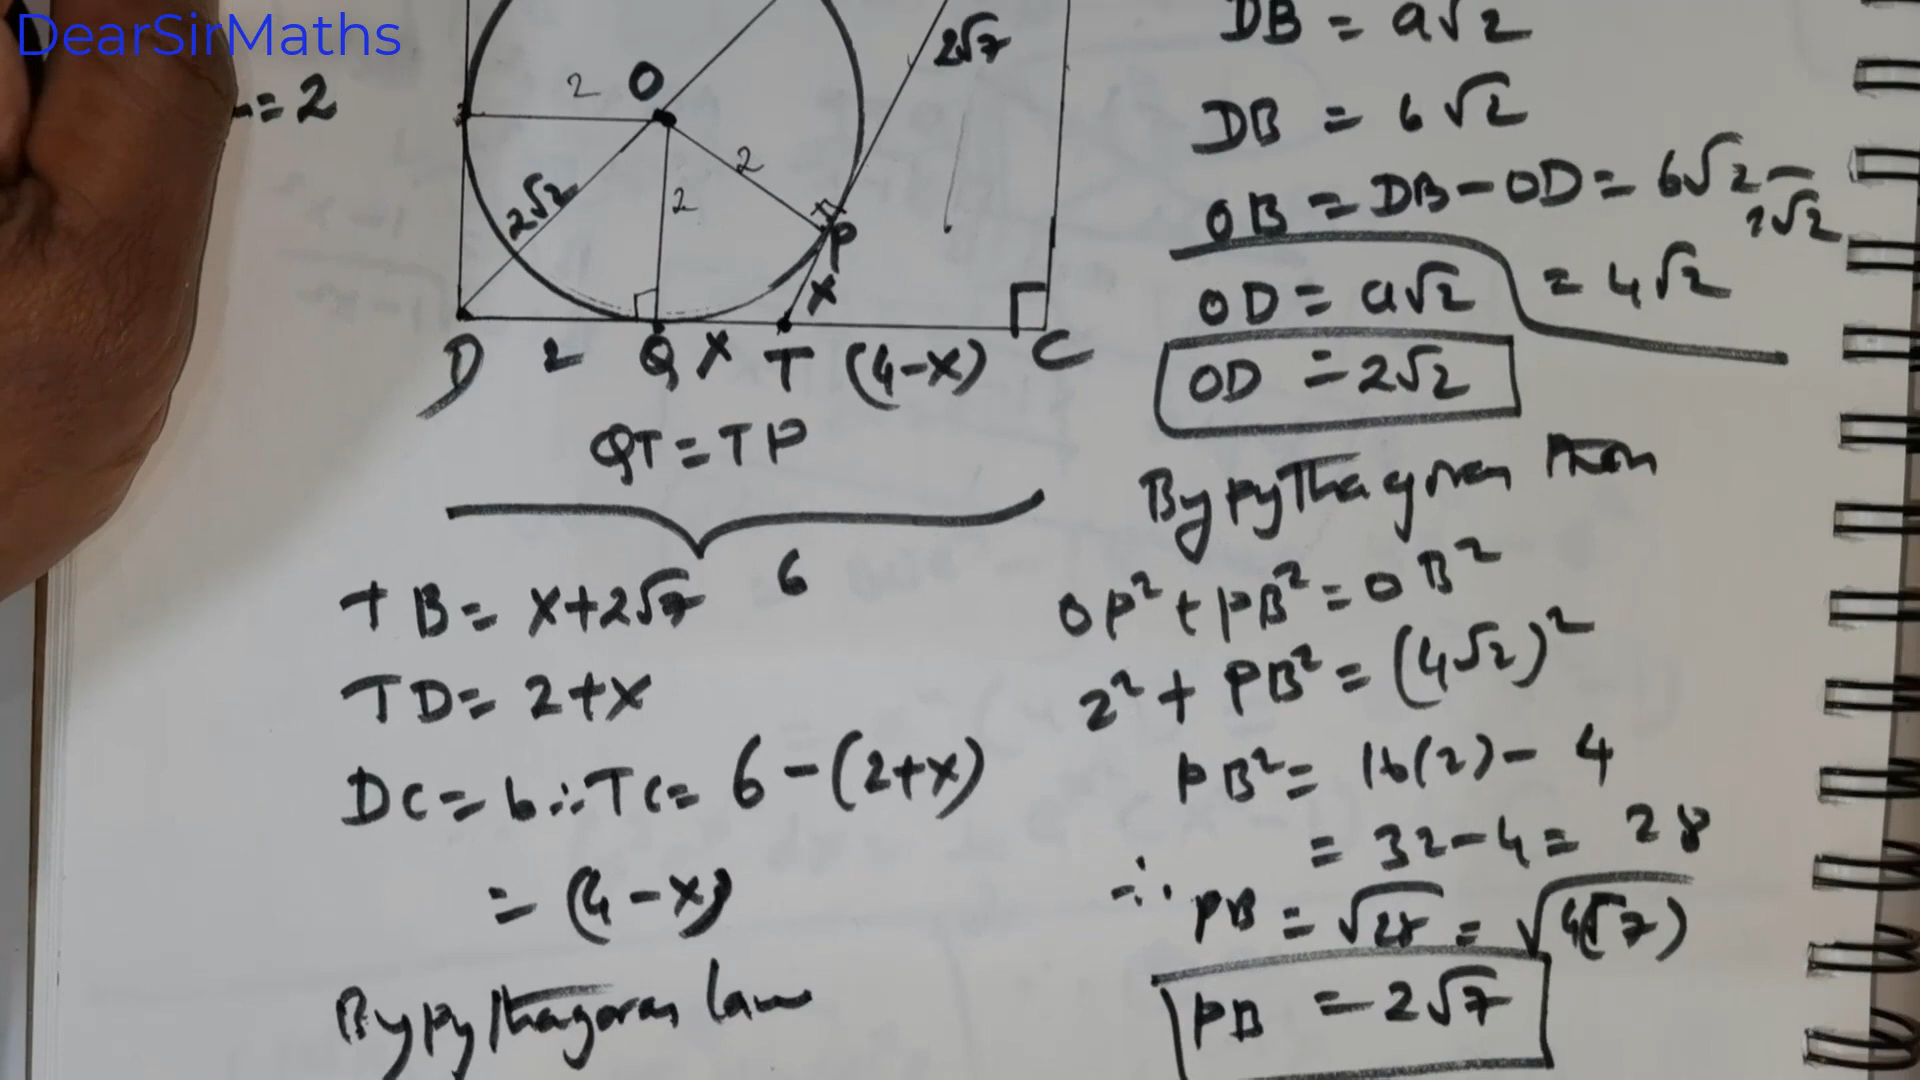 DearSirMaths
= 2
2 O
2√7
2
2√2
2
P
x
D 2 Q x T (4-x) C
QT = TP
6
TB = x+2√7
TD = 2+x
DC = 6 ∴ TC = 6-(2+x)
= (4-x)
By pythagoras law
DB = a√2
DB = 6√2
OB = DB-OD = 6√2-
2√2
= 4√2
OD = a√2
OD = 2√2
By pythagoras
OP² + PB² = OB²
2² + PB² = (4√2)²
PB² = 16(2) - 4
= 32-4 = 28
∴ PB = √28 = √4(√7)
PB = 2√7